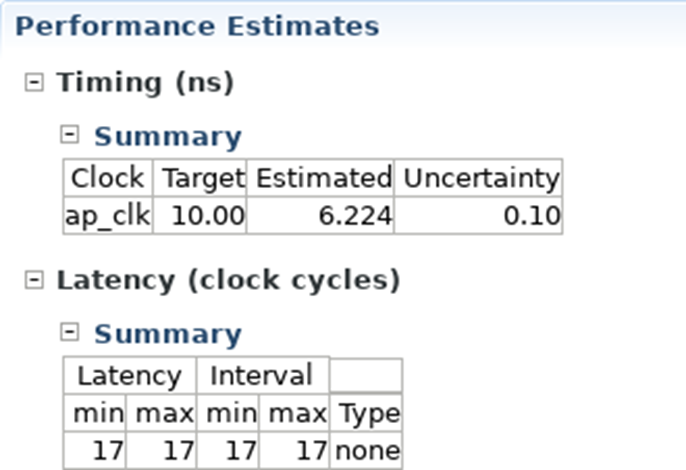 Performance Estimates
Timing (ns)
Summary
Clock Target Estimated Uncertainty
ap_clk 10.00 6.224 0.10
Latency (clock cycles)
Summary
Latency Interval
min max min max Type
17 17 17 17 none